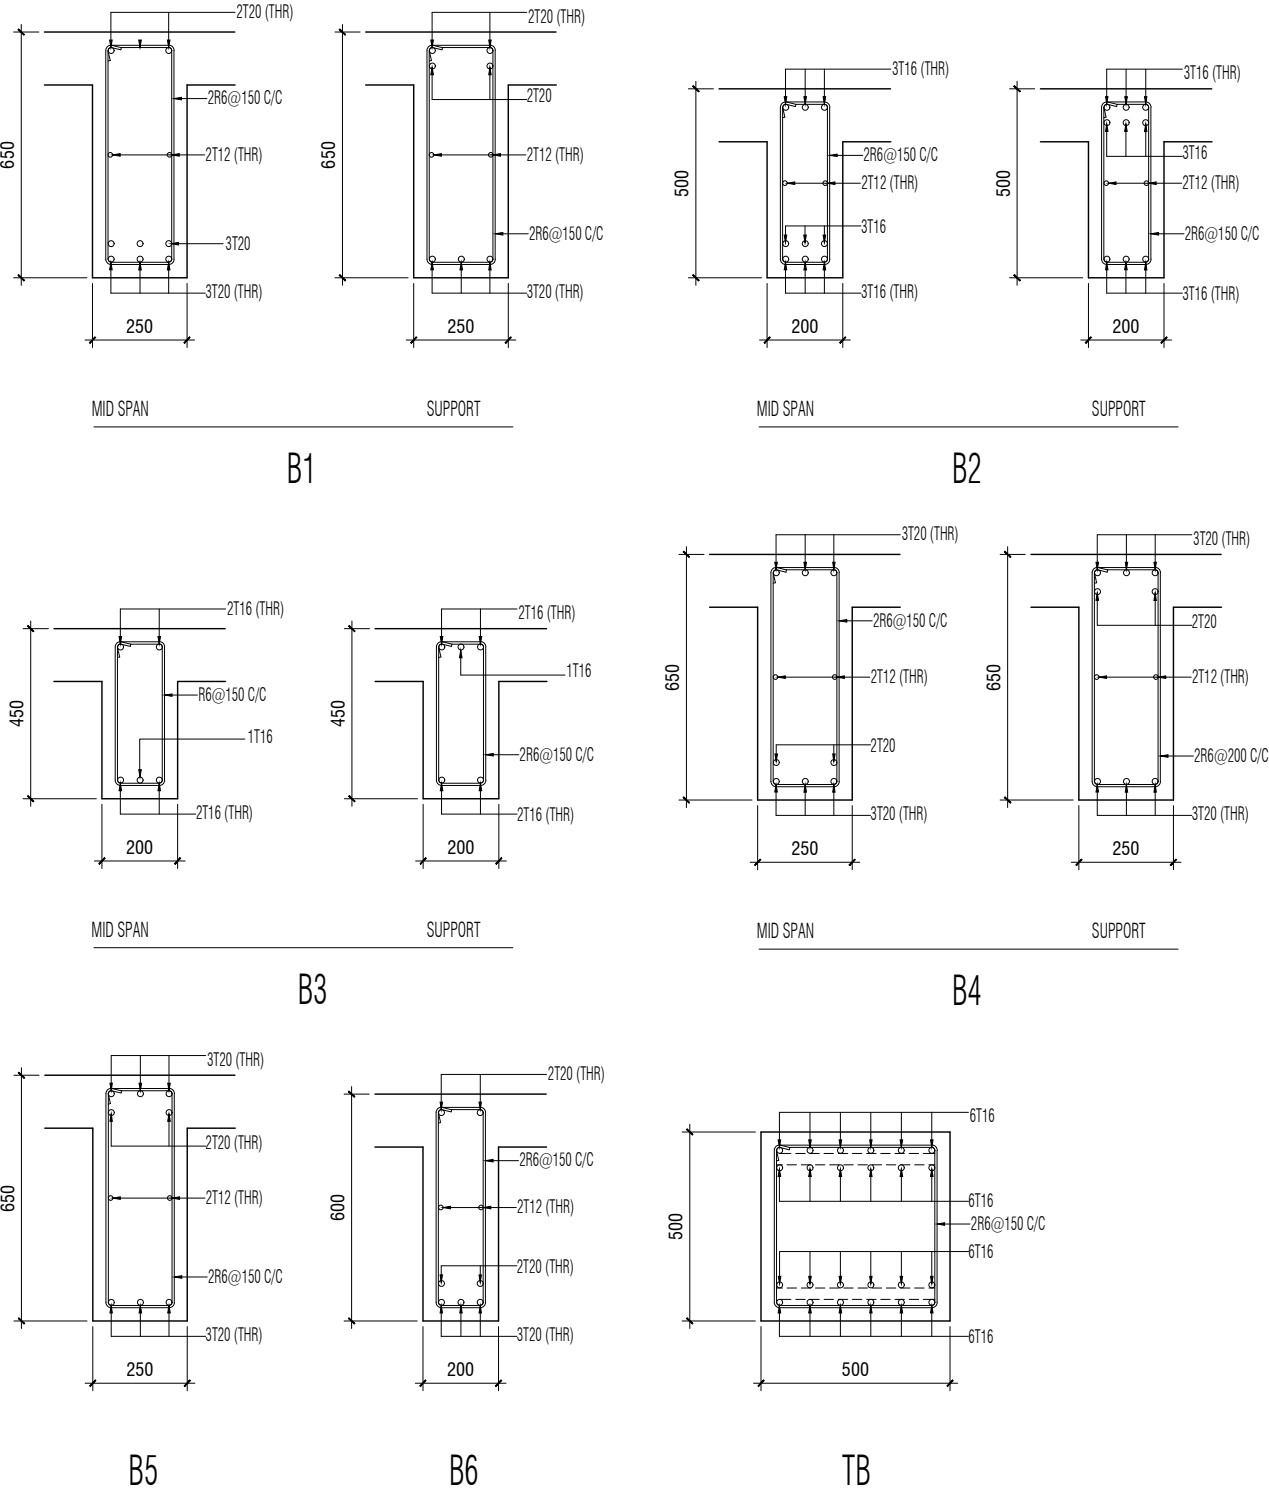 2T20 (THR)
2R6@150 C/C
2T12 (THR)
3T20
3T20 (THR)
650
250
2T20 (THR)
2T20
2T12 (THR)
2R6@150 C/C
3T20 (THR)
650
250
MID SPAN
SUPPORT
B1
3T16 (THR)
2R6@150 C/C
2T12 (THR)
3T16
3T16 (THR)
500
200
3T16 (THR)
3T16
2T12 (THR)
2R6@150 C/C
3T16 (THR)
500
200
MID SPAN
SUPPORT
B2
2T16 (THR)
R6@150 C/C
1T16
2T16 (THR)
450
200
2T16 (THR)
1T16
2R6@150 C/C
2T16 (THR)
450
200
MID SPAN
SUPPORT
B3
3T20 (THR)
2R6@150 C/C
2T12 (THR)
2T20
3T20 (THR)
650
250
3T20 (THR)
2T20
2T12 (THR)
2R6@200 C/C
3T20 (THR)
650
250
MID SPAN
SUPPORT
B4
3T20 (THR)
2T20 (THR)
2T12 (THR)
2R6@150 C/C
3T20 (THR)
650
250
B5
2T20 (THR)
2R6@150 C/C
2T12 (THR)
2T20 (THR)
3T20 (THR)
600
200
B6
6T16
6T16
2R6@150 C/C
6T16
6T16
500
500
TB